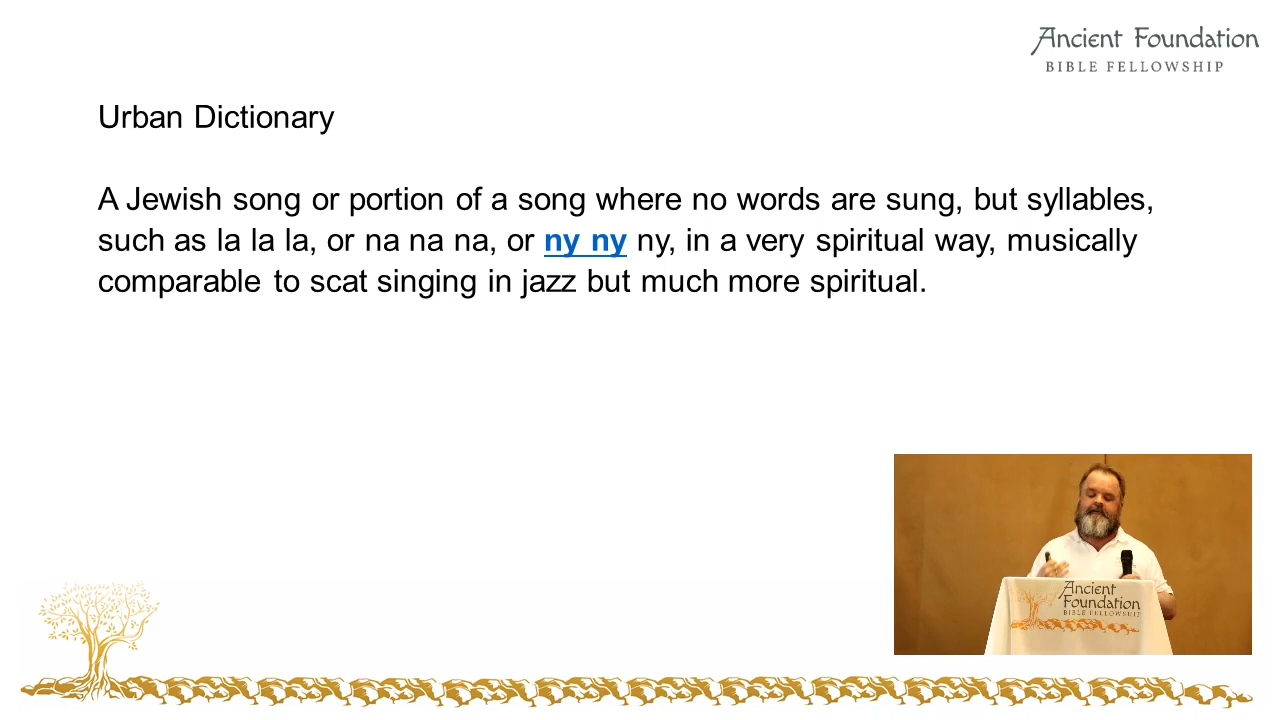 Ancient Foundation
BIBLE FELLOWSHIP
Urban Dictionary
A Jewish song or portion of a song where no words are sung, but syllables,
such as la la la, or na na na, or ny ny ny, in a very spiritual way, musically
comparable to scat singing in jazz but much more spiritual.
Ancient
Foundation
BIBLE FELLOWSHIP